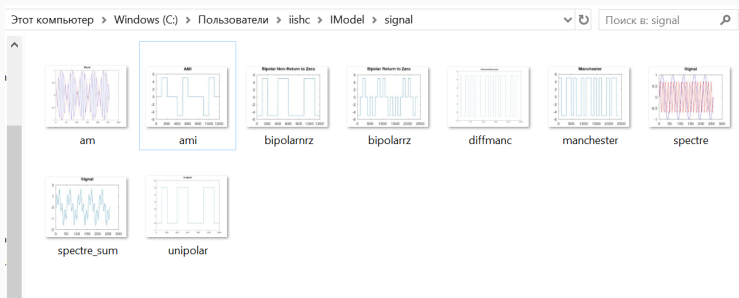 Этот компьютер > Windows (C:) > Пользователи > iishc > IModel > signal
Поиск в: signal
AMI
Bipolar Non-Return to Zero
Bipolar Return to Zero
Manchester
Signal
am
ami
bipolarnrz
bipolarrz
diffmanc
manchester
spectre
Signal
spectre_sum
unipolar